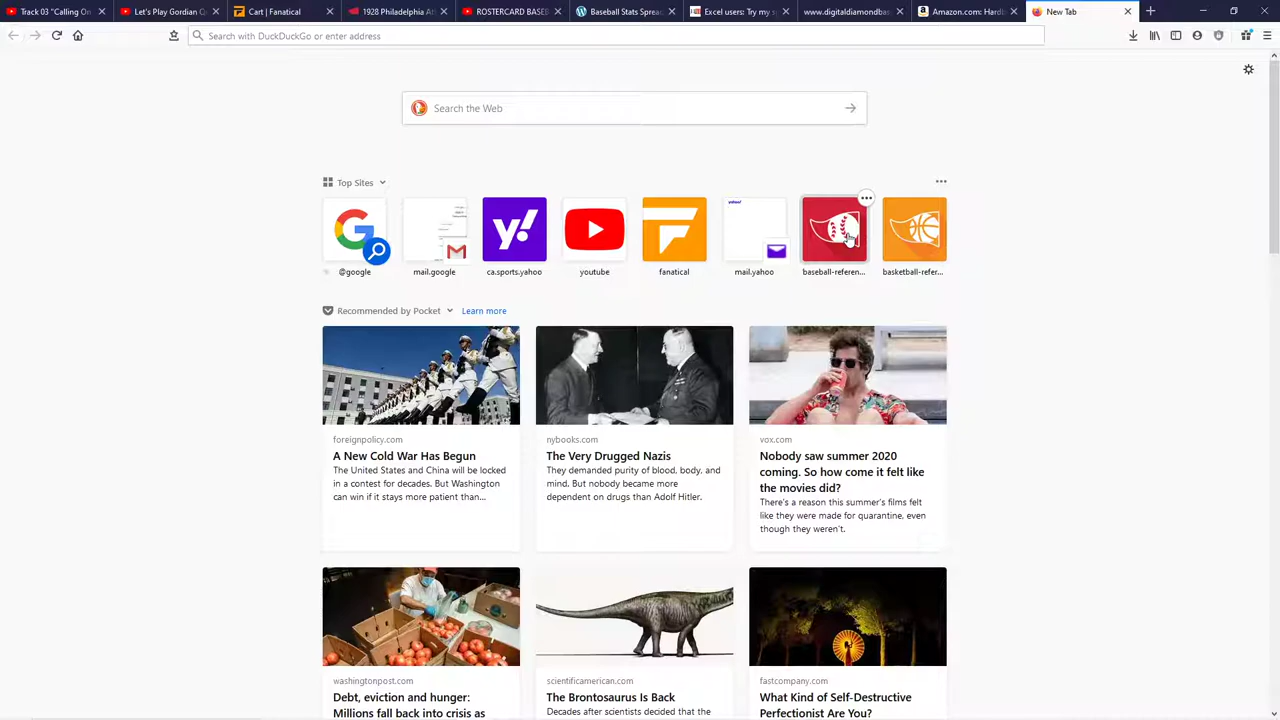 Track 03 "Calling On
Let's Play Gordian Q
Cart | Fanatical
1928 Philadelphia At
ROSTERCARD BASEB
Baseball Stats Spread
Excel users: Try my s
www.digitaldiamondbas
Amazon.com: Hardb
New Tab
Search with DuckDuckGo or enter address
Search the Web
Top Sites
@google
mail.google
ca.sports.yahoo
youtube
fanatical
mail.yahoo
baseball-referen...
basketball-refer...
Recommended by Pocket
Learn more
foreignpolicy.com
A New Cold War Has Begun
The United States and China will be locked
in a contest for decades. But Washington
can win if it stays more patient than...
nybooks.com
The Very Drugged Nazis
They demanded purity of blood, body, and
mind. But nobody became more
dependent on drugs than Adolf Hitler.
vox.com
Nobody saw summer 2020
coming. So how come it felt like
the movies did?
There's a reason this summer's films felt
like they were made for quarantine, even
though they weren't.
washingtonpost.com
Debt, eviction and hunger:
Millions fall back into crisis as
scientificamerican.com
The Brontosaurus Is Back
Decades after scientists decided that the
fastcompany.com
What Kind of Self-Destructive
Perfectionist Are You?